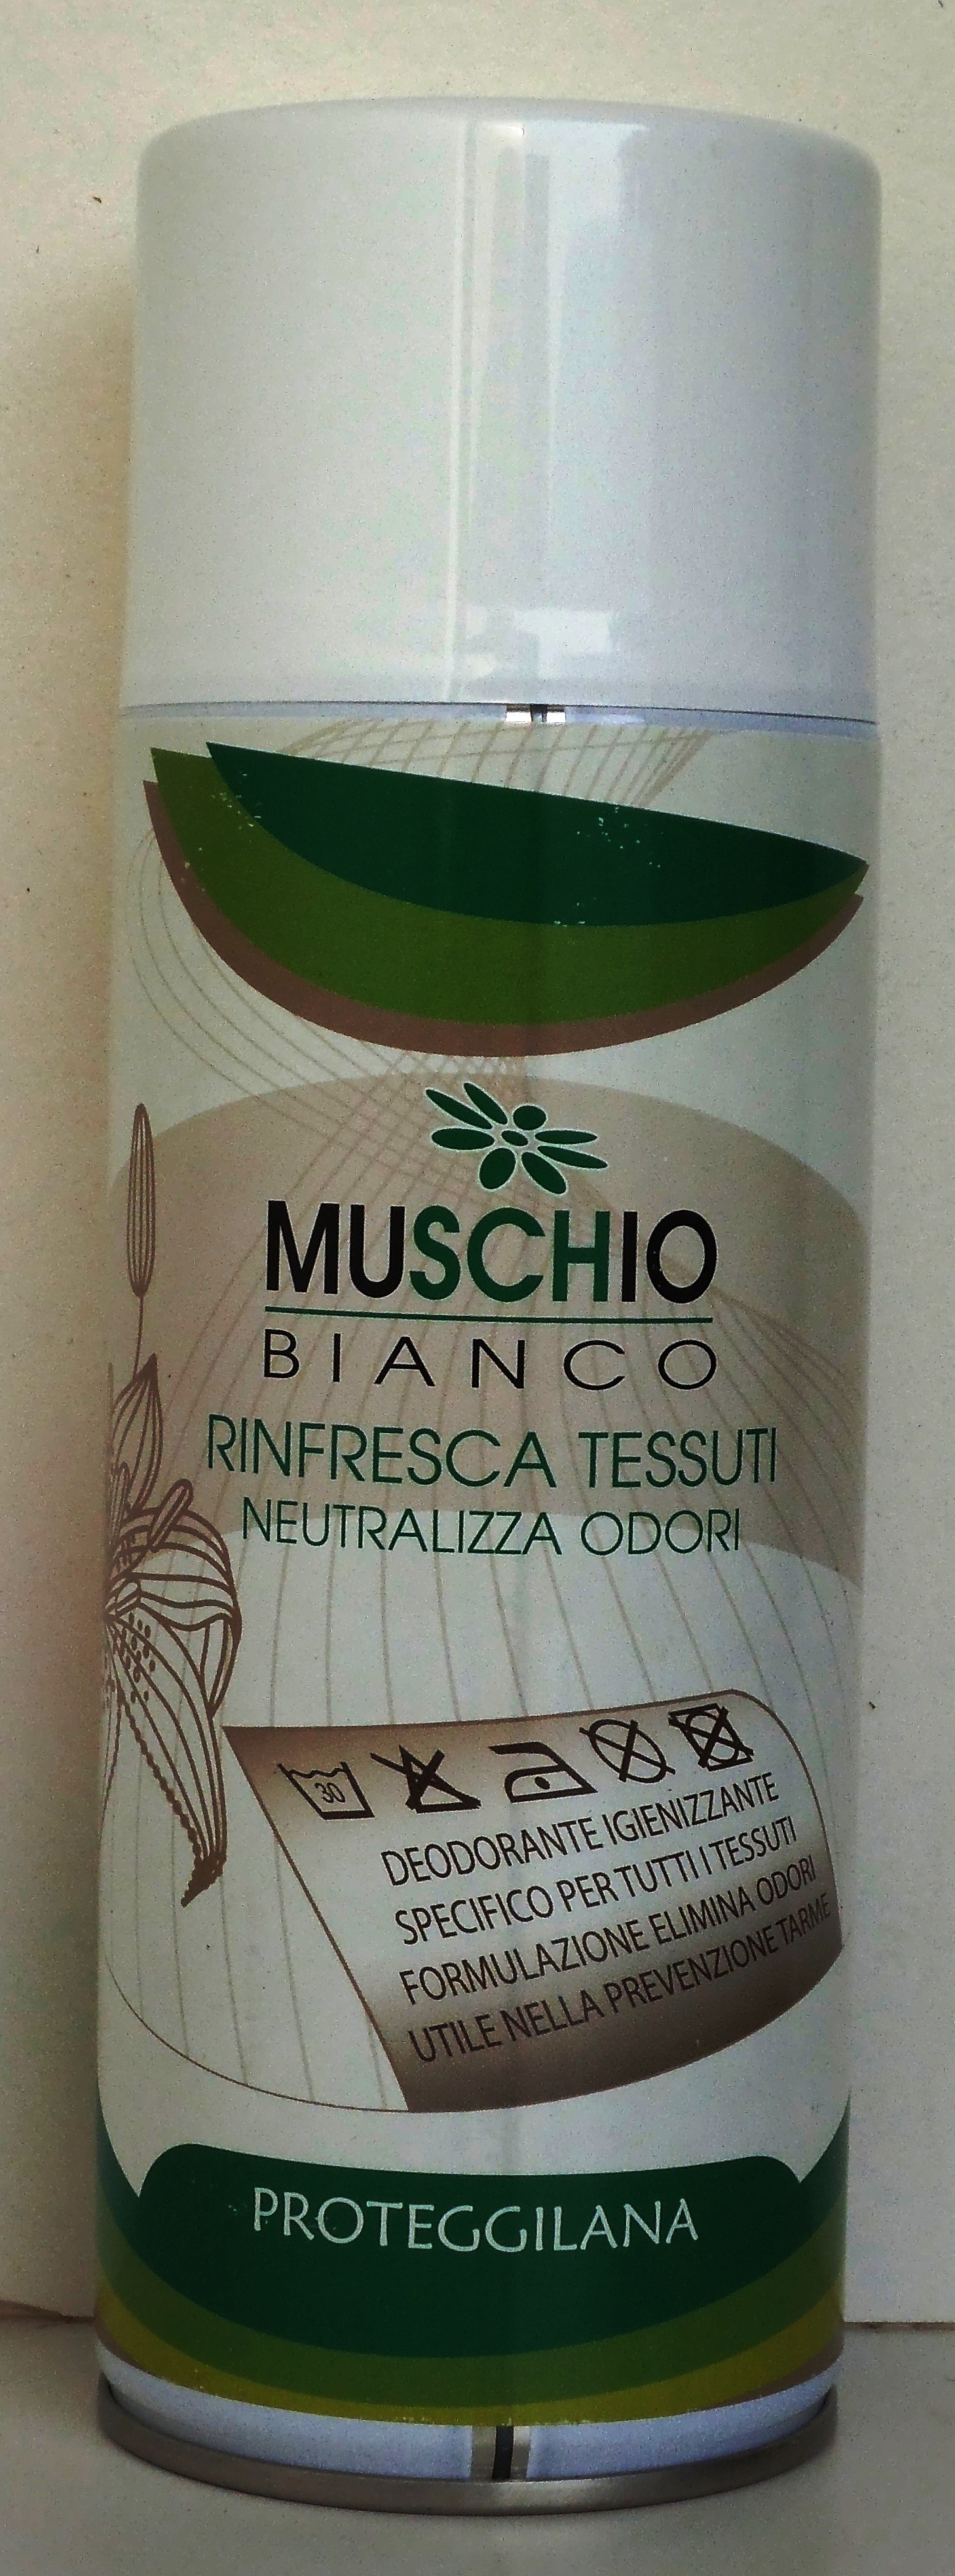 MUSCHIO
BIANCO
RINFRESCA TESSUTI
NEUTRALIZZA ODORI
30
DEODORANTE IGIENIZZANTE
SPECIFICO PER TUTTI I TESSUTI
FORMULAZIONE ELIMINA ODORI
UTILE NELLA PREVENZIONE TARME
PROTEGGILANA